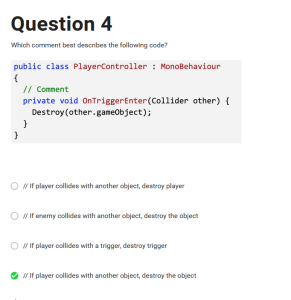 Question 4
Which comment best describes the following code?
public class PlayerController : MonoBehaviour
{
// Comment
private void OnTriggerEnter(Collider other) {
Destroy(other.gameObject);
}
}
// If player collides with another object, destroy player
// If enemy collides with another object, destroy the object
// If player collides with a trigger, destroy trigger
// If player collides with another object, destroy the object